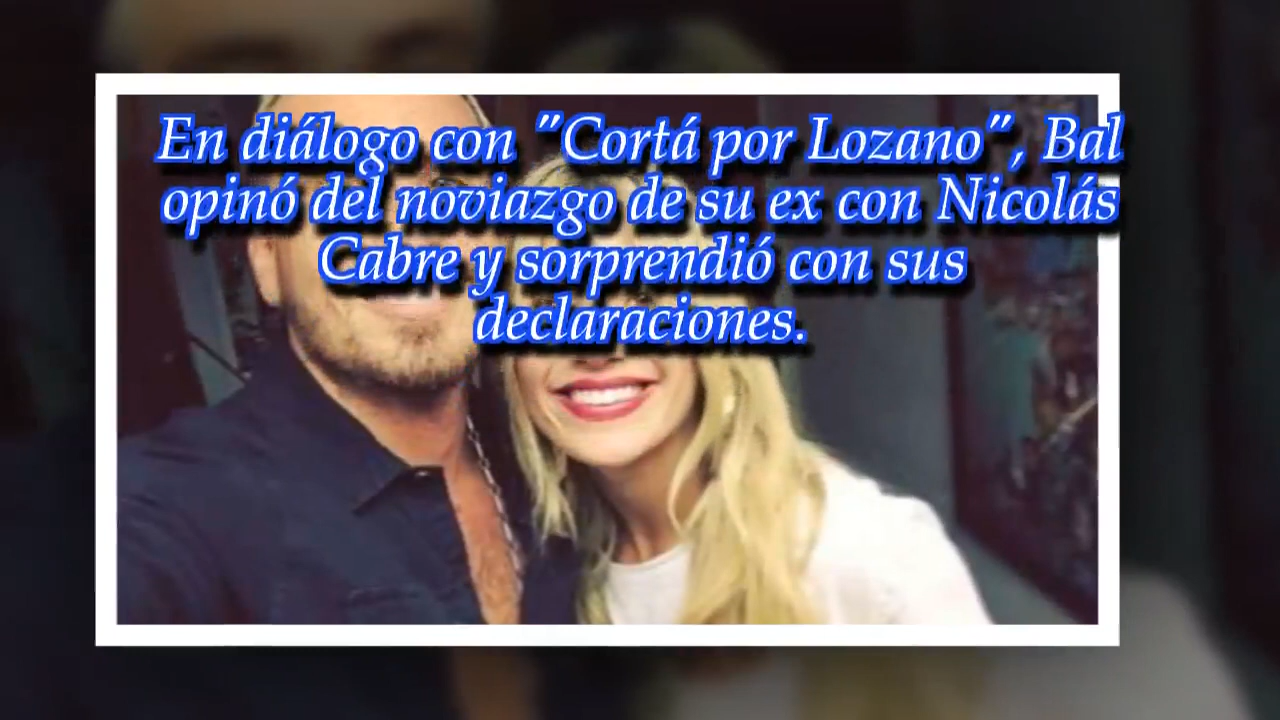 En diálogo con "Cortá por Lozano", Bal
opinó del noviazgo de su ex con Nicolás
Cabre y sorprendió con sus
declaraciones.